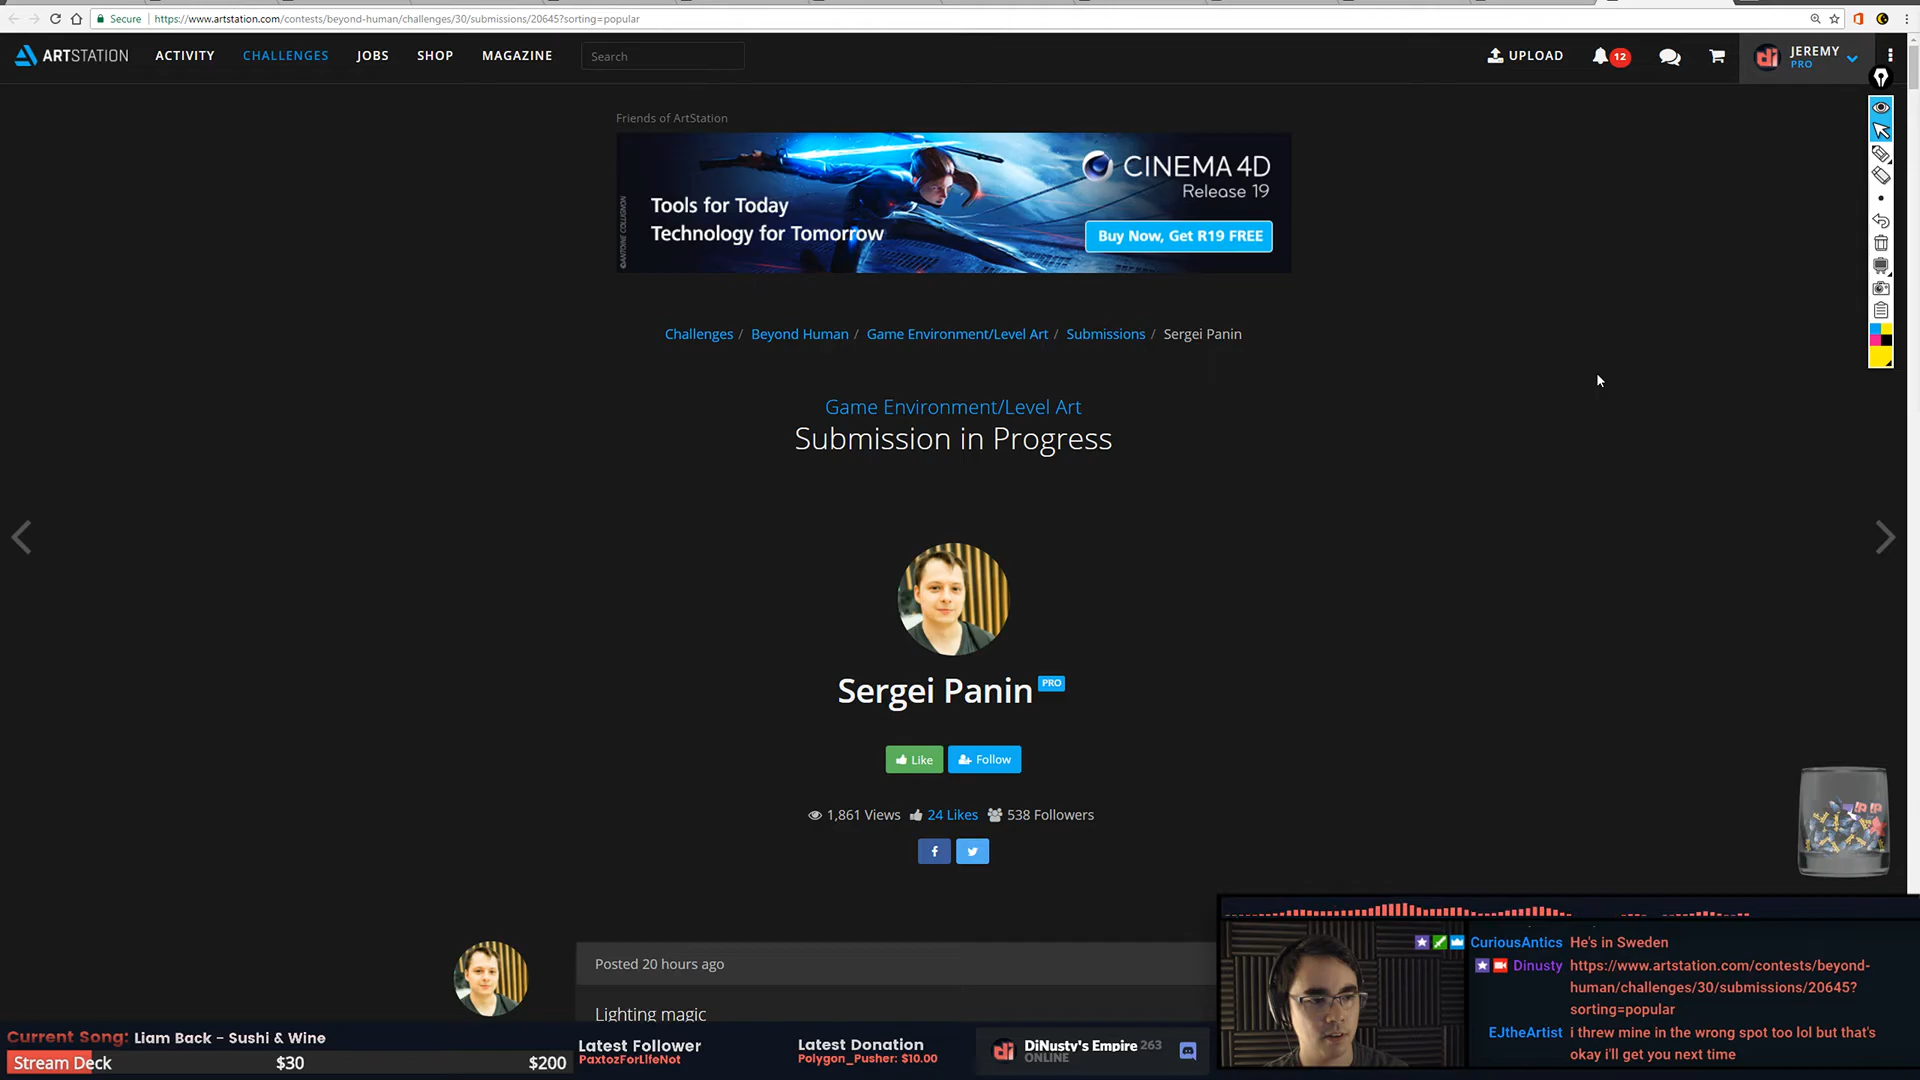 Secure https://www.artstation.com/contests/beyond-human/challenges/30/submissions/20645?sorting=popular
ARTSTATION ACTIVITY CHALLENGES JOBS SHOP MAGAZINE Search UPLOAD 12 JEREMY
PRO
Friends of ArtStation
CINEMA 4D
Release 19
Tools for Today
Technology for Tomorrow
Buy Now, Get R19 FREE
©ANTOINE COLLIGNON
Challenges / Beyond Human / Game Environment/Level Art / Submissions / Sergei Panin
Game Environment/Level Art
Submission in Progress
Sergei Panin PRO
Like Follow
1,861 Views 24 Likes 538 Followers
Posted 20 hours ago
Lighting magic
CuriousAntics He's in Sweden
Dinusty https://www.artstation.com/contests/beyond-
human/challenges/30/submissions/20645?
sorting=popular
EJtheArtist i threw mine in the wrong spot too lol but that's
okay i'll get you next time
Current Song: Liam Back - Sushi & Wine
Stream Deck $30 $200
Latest Follower
PaxtozForLifeNot
Latest Donation
Polygon_Pusher: $10.00
DiNusty's Empire 263
ONLINE